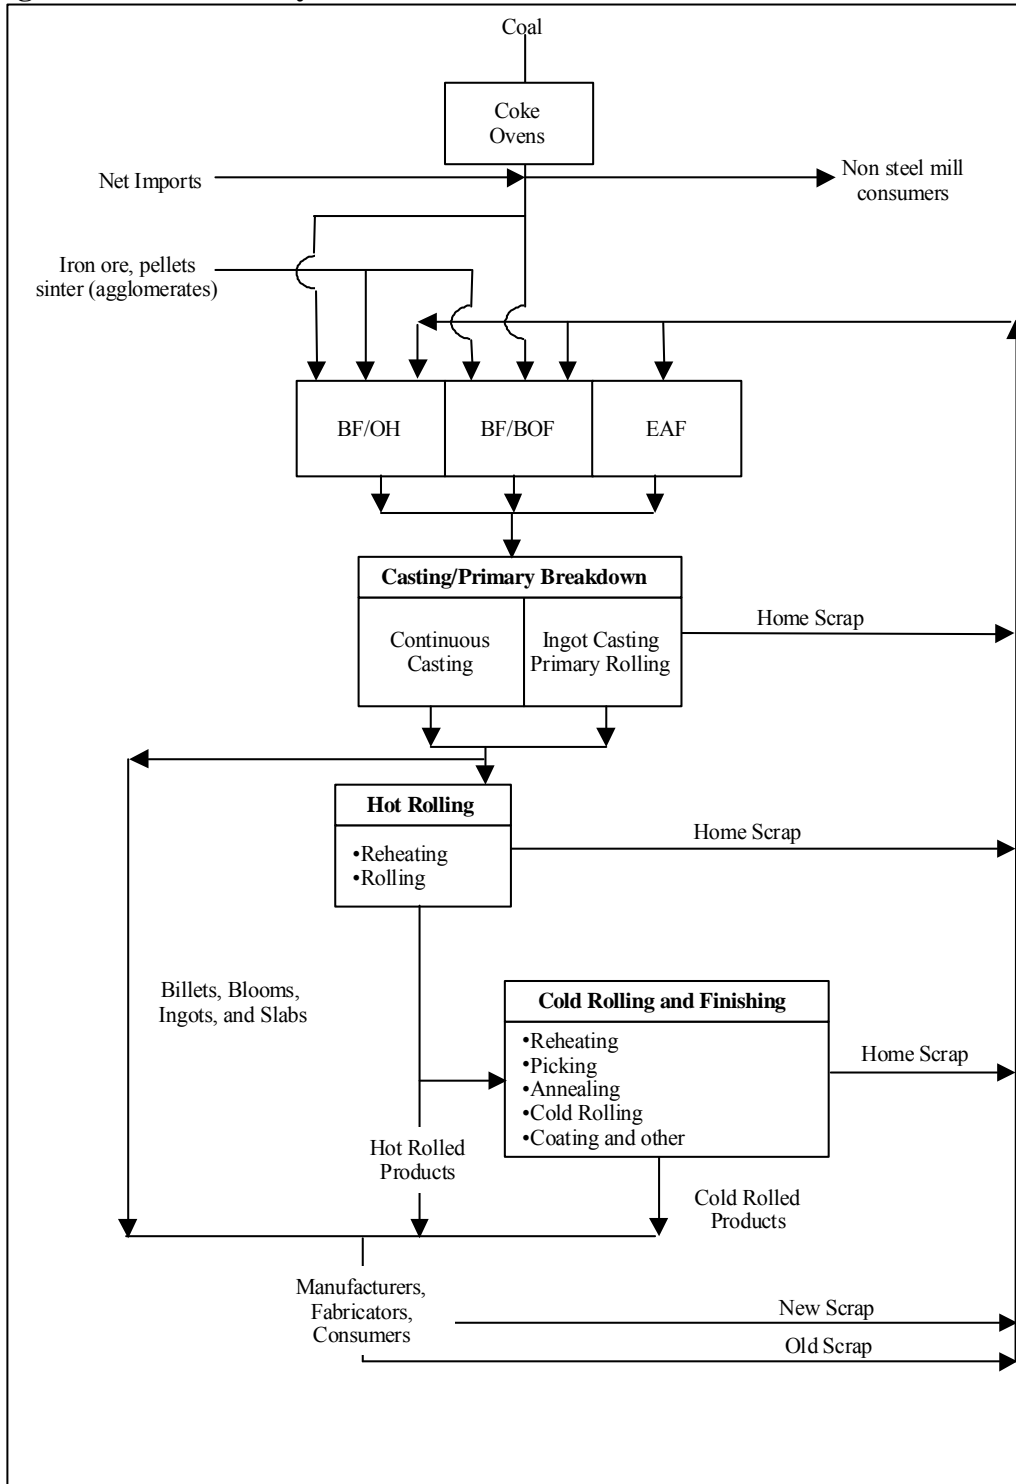 Coal
Coke
Ovens
Net Imports
Non steel mill
consumers
Iron ore, pellets
sinter (agglomerates)
BF/OH
BF/BOF
EAF
Casting/Primary Breakdown
Continuous
Casting
Ingot Casting
Primary Rolling
Home Scrap
Hot Rolling
•Reheating
•Rolling
Home Scrap
Billets, Blooms,
Ingots, and Slabs
Cold Rolling and Finishing
•Reheating
•Picking
•Annealing
•Cold Rolling
•Coating and other
Home Scrap
Hot Rolled
Products
Cold Rolled
Products
Manufacturers,
Fabricators,
Consumers
New Scrap
Old Scrap